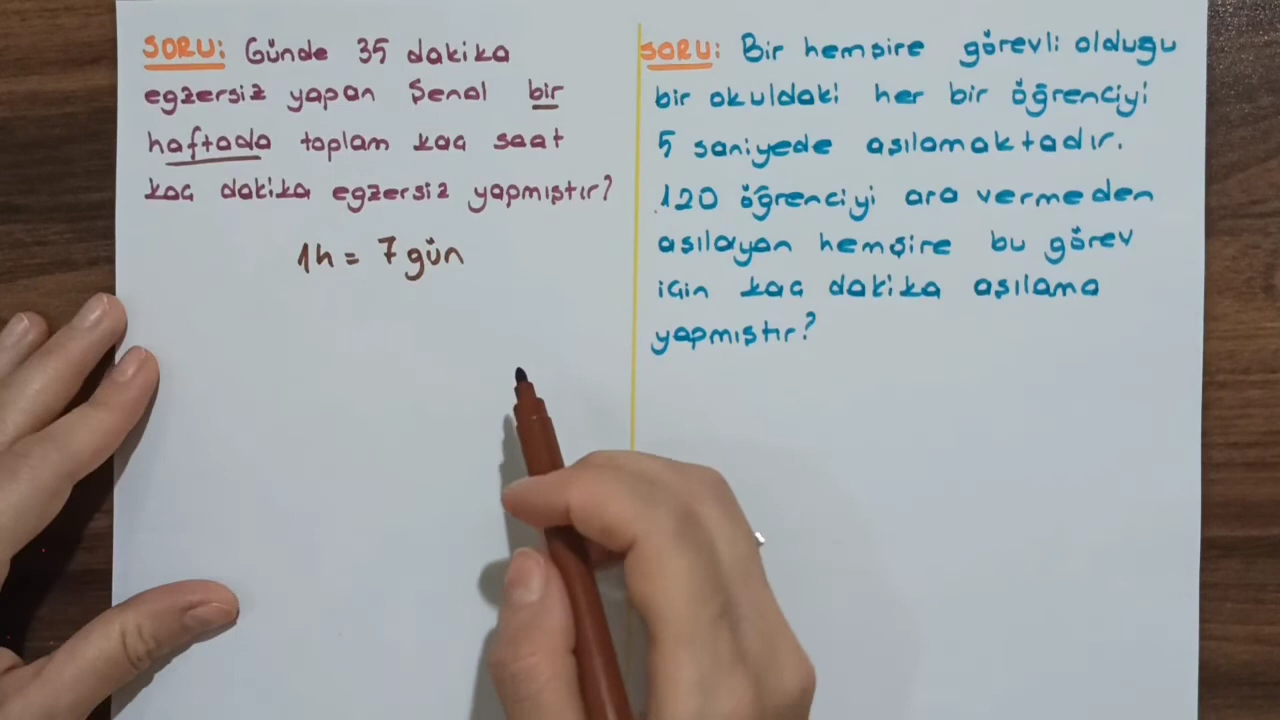 SORU: Günde 35 dakika
egzersiz yapan Şenol bir
haftada toplam kaç saat
kaç dakika egzersiz yapmıştır?
1h = 7 gün
SORU: Bir hemşire görevli olduğu
bir okuldaki her bir öğrenciyi
5 saniyede aşılamaktadır.
120 öğrenciyi ara vermeden
aşılayan hemşire bu görev
için kaç dakika aşılama
yapmıştır?